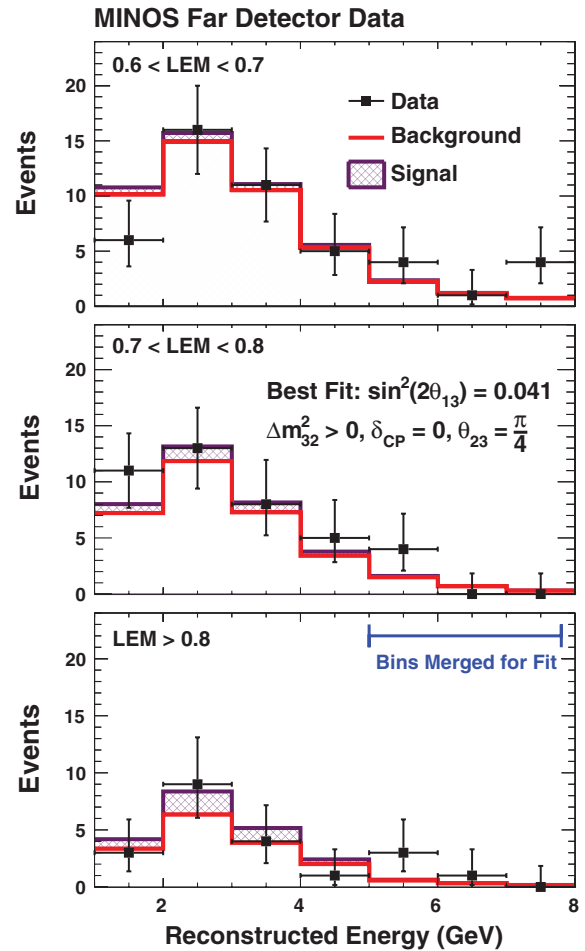 MINOS Far Detector Data
0.6 < LEM < 0.7
Data
Background
Signal
Events
20
15
10
5
0
0.7 < LEM < 0.8
Best Fit: sin²(2θ₁₃) = 0.041
Δm²₃₂ > 0, δ_CP = 0, θ₂₃ = π/4
Events
20
15
10
5
0
LEM > 0.8
Bins Merged for Fit
Events
20
15
10
5
0
2 4 6 8
Reconstructed Energy (GeV)